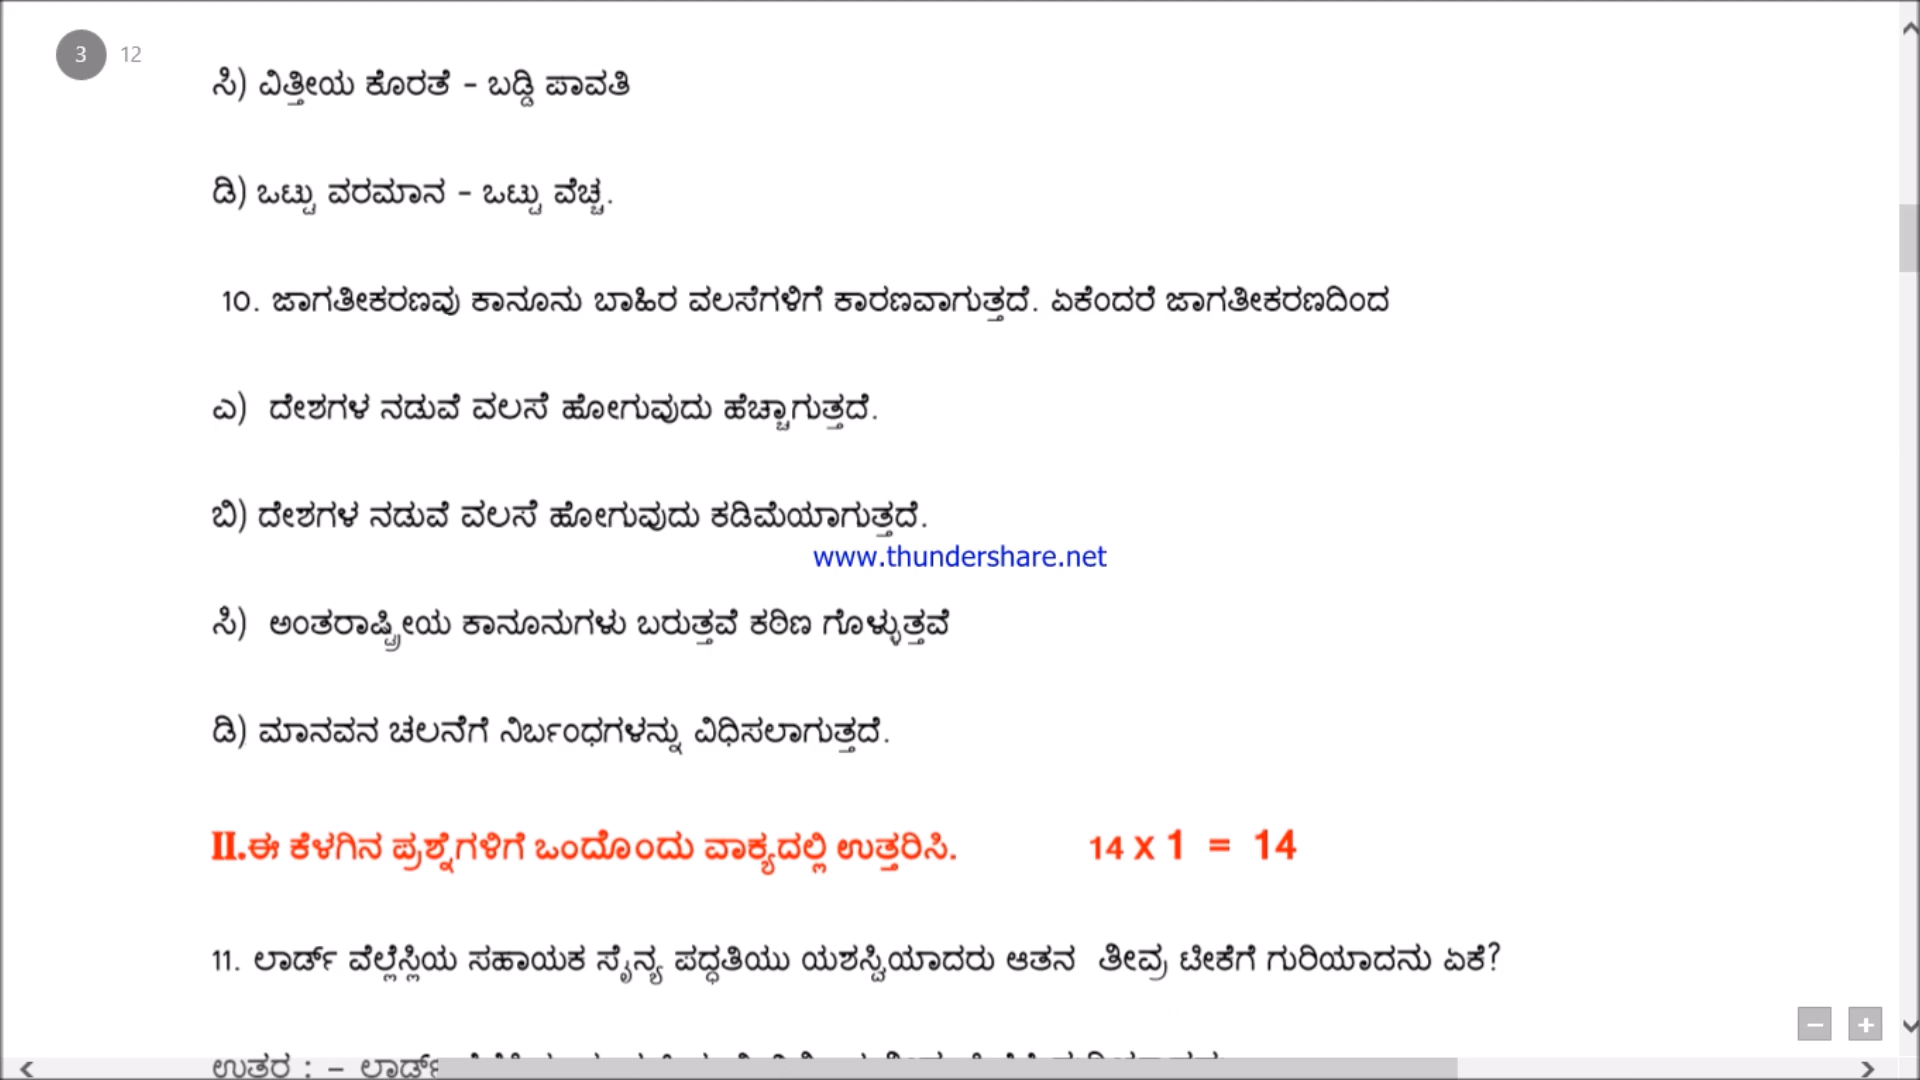 3 12
ಸಿ) ವಿತ್ತೀಯ ಕೊರತೆ - ಬಡ್ಡಿ ಪಾವತಿ
ಡಿ) ಒಟ್ಟು ವರಮಾನ - ಒಟ್ಟು ವೆಚ್ಚ.
10. ಜಾಗತೀಕರಣವು ಕಾನೂನು ಬಾಹಿರ ವಲಸೆಗಳಿಗೆ ಕಾರಣವಾಗುತ್ತದೆ. ಏಕೆಂದರೆ ಜಾಗತೀಕರಣದಿಂದ
ಎ) ದೇಶಗಳ ನಡುವೆ ವಲಸೆ ಹೋಗುವುದು ಹೆಚ್ಚಾಗುತ್ತದೆ.
ಬಿ) ದೇಶಗಳ ನಡುವೆ ವಲಸೆ ಹೋಗುವುದು ಕಡಿಮೆಯಾಗುತ್ತದೆ.
www.thundershare.net
ಸಿ) ಅಂತರಾಷ್ಟ್ರೀಯ ಕಾನೂನುಗಳು ಬರುತ್ತವೆ ಕಠಿಣ ಗೊಳ್ಳುತ್ತವೆ
ಡಿ) ಮಾನವನ ಚಲನೆಗೆ ನಿರ್ಬಂಧಗಳನ್ನು ವಿಧಿಸಲಾಗುತ್ತದೆ.
II.ಈ ಕೆಳಗಿನ ಪ್ರಶ್ನೆಗಳಿಗೆ ಒಂದೊಂದು ವಾಕ್ಯದಲ್ಲಿ ಉತ್ತರಿಸಿ. 14 X 1 = 14
11. ಲಾರ್ಡ್ ವೆಲ್ಲೆಸ್ಲಿಯ ಸಹಾಯಕ ಸೈನ್ಯ ಪದ್ಧತಿಯು ಯಶಸ್ವಿಯಾದರು ಆತನ ತೀವ್ರ ಟೀಕೆಗೆ ಗುರಿಯಾದನು ಏಕೆ?